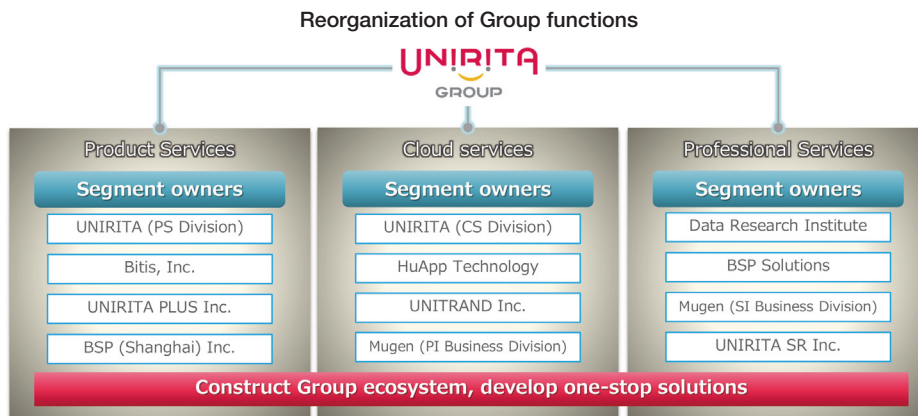 Reorganization of Group functions
UNIRITA
GROUP
Product Services
Segment owners
UNIRITA (PS Division)
Bitis, Inc.
UNIRITA PLUS Inc.
BSP (Shanghai) Inc.
Cloud services
Segment owners
UNIRITA (CS Division)
HuApp Technology
UNITRAND Inc.
Mugen (PI Business Division)
Professional Services
Segment owners
Data Research Institute
BSP Solutions
Mugen (SI Business Division)
UNIRITA SR Inc.
Construct Group ecosystem, develop one-stop solutions